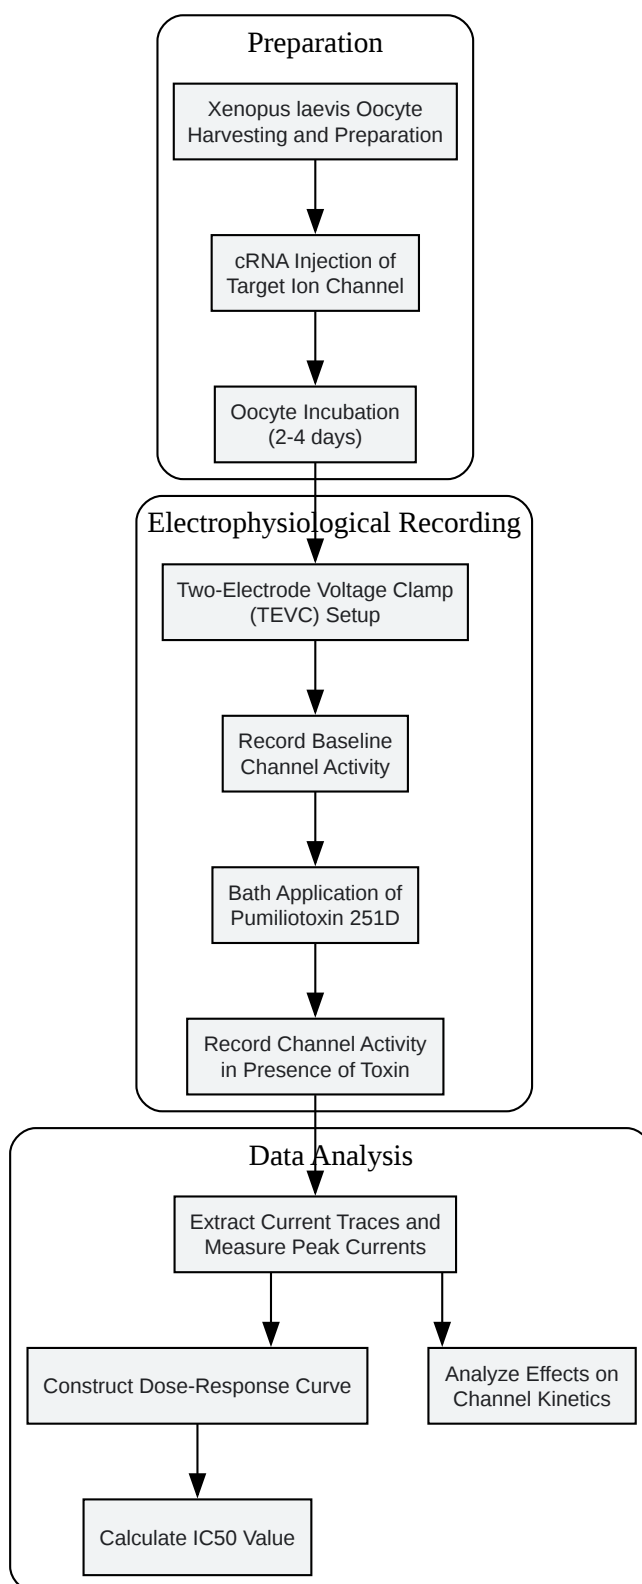 Preparation
Xenopus laevis Oocyte
Harvesting and Preparation
cRNA Injection of
Target Ion Channel
Oocyte Incubation
(2-4 days)
Electrophysiological Recording
Two-Electrode Voltage Clamp
(TEVC) Setup
Record Baseline
Channel Activity
Bath Application of
Pumiliotoxin 251D
Record Channel Activity
in Presence of Toxin
Data Analysis
Extract Current Traces and
Measure Peak Currents
Construct Dose-Response Curve
Analyze Effects on
Channel Kinetics
Calculate IC50 Value